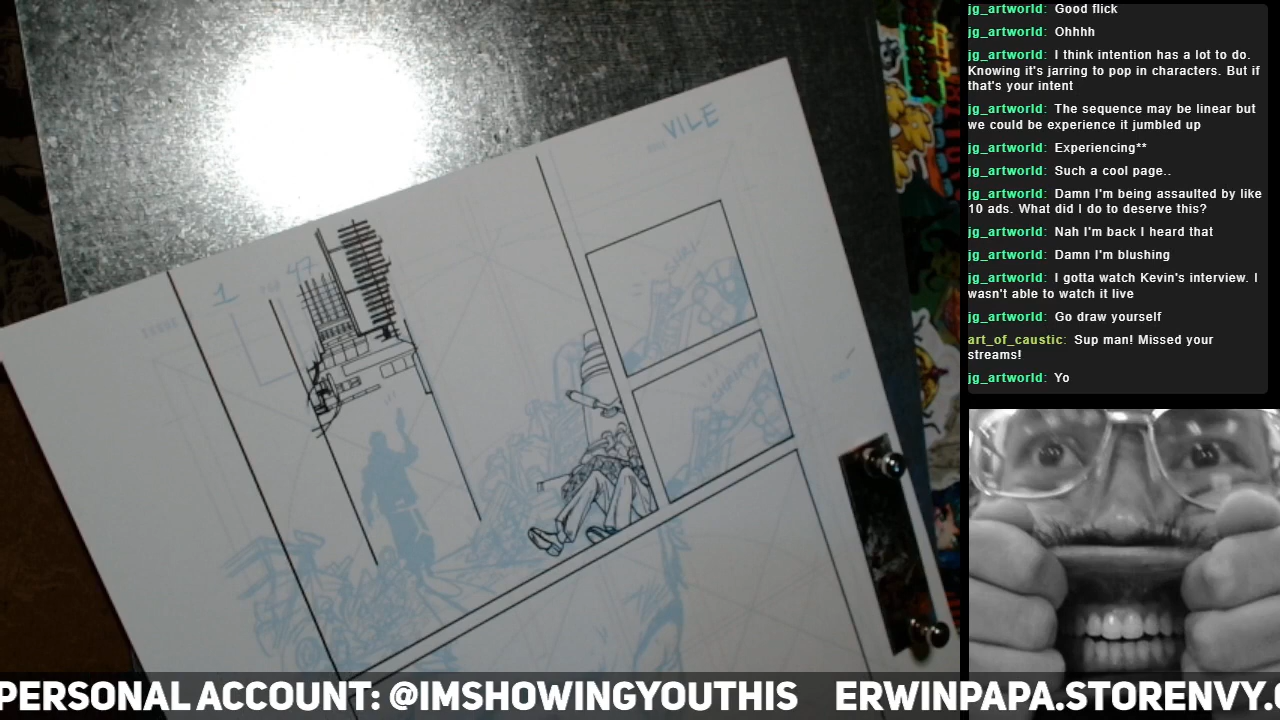 jg_artworld: Good flick
jg_artworld: Ohhhh
jg_artworld: I think intention has a lot to do.
Knowing it's jarring to pop in characters. But if
that's your intent
jg_artworld: The sequence may be linear but
we could be experience it jumbled up
jg_artworld: Experiencing**
jg_artworld: Such a cool page..
jg_artworld: Damn I'm being assaulted by like
10 ads. What did I do to deserve this?
jg_artworld: Nah I'm back I heard that
jg_artworld: Damn I'm blushing
jg_artworld: I gotta watch Kevin's interview. I
wasn't able to watch it live
jg_artworld: Go draw yourself
art_of_caustic: Sup man! Missed your
streams!
jg_artworld: Yo
VILE
1
47
PERSONAL ACCOUNT: @IMSHOWINGYOUTHIS ERWINPAPA.STORENVY.